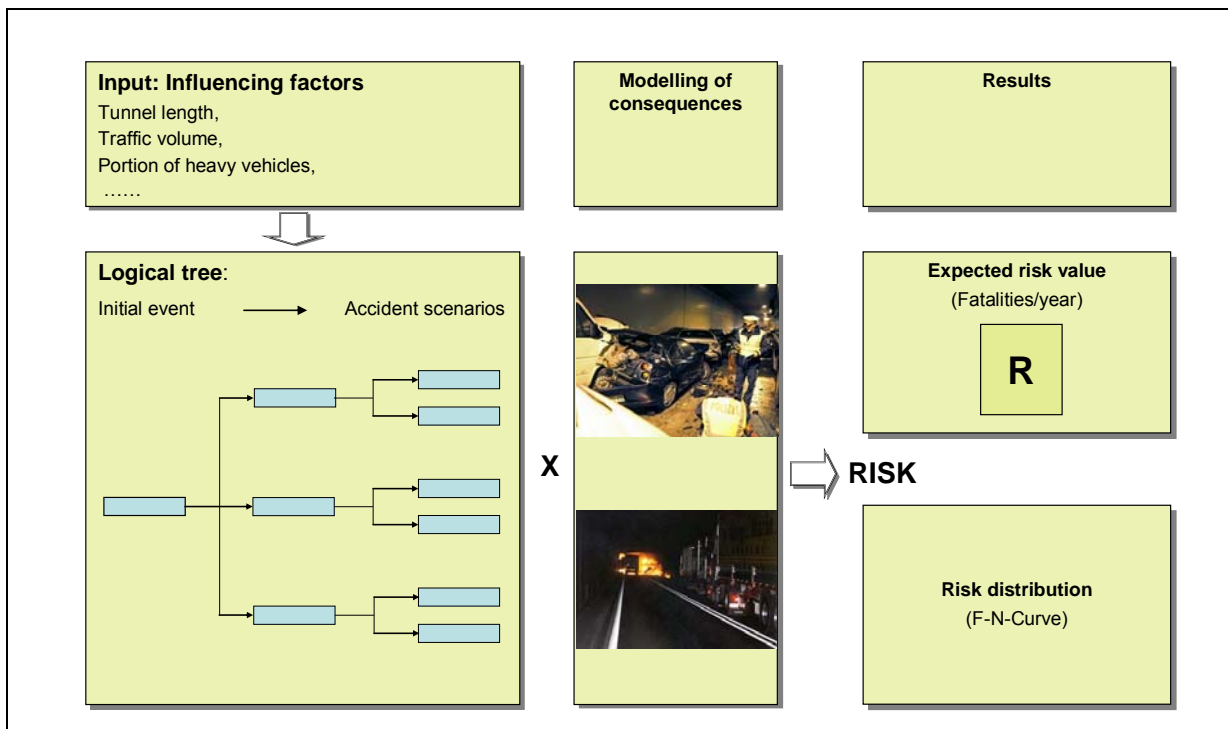 Input: Influencing factors
Tunnel length,
Traffic volume,
Portion of heavy vehicles,
......
Modelling of
consequences
Results
Logical tree:
Initial event
Accident scenarios
X
RISK
Expected risk value
(Fatalities/year)
R
Risk distribution
(F-N-Curve)